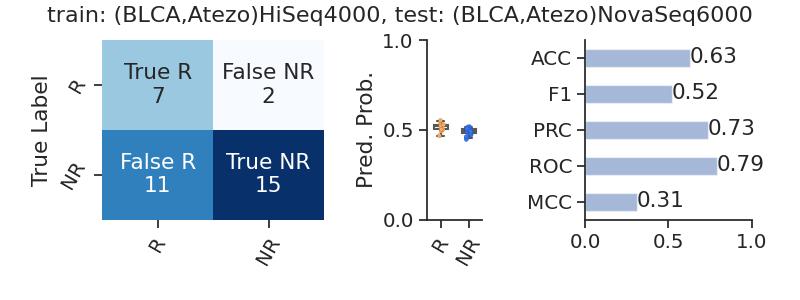 train: (BLCA,Atezo)HiSeq4000, test: (BLCA,Atezo)NovaSeq6000
True Label
R
NR
True R
7
False NR
2
False R
11
True NR
15
R
NR
Pred. Prob.
1.0
0.5
0.0
R
NR
ACC
0.63
F1
0.52
PRC
0.73
ROC
0.79
MCC
0.31
0.0
0.5
1.0